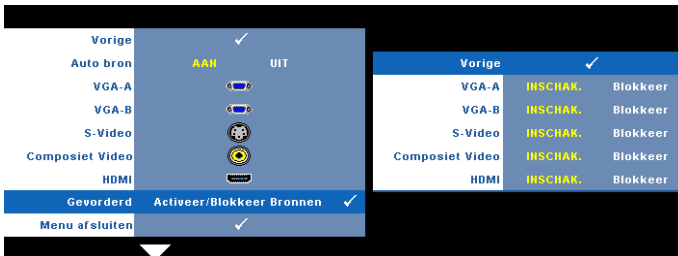 Vorige
Auto bron AAN UIT
VGA-A
VGA-B
S-Video
Composiet Video
HDMI
Gevorderd Activeer/Blokkeer Bronnen
Menu afsluiten
Vorige
VGA-A INSCHAK. Blokkeer
VGA-B INSCHAK. Blokkeer
S-Video INSCHAK. Blokkeer
Composiet Video INSCHAK. Blokkeer
HDMI INSCHAK. Blokkeer